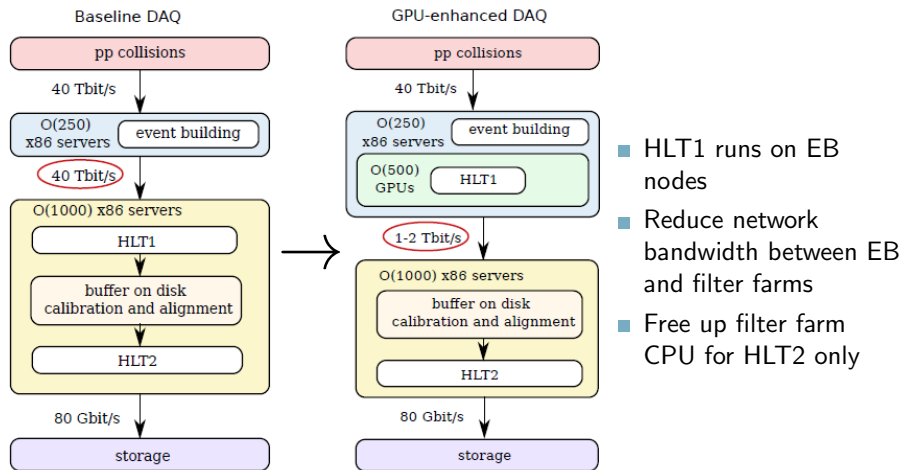 Baseline DAQ
pp collisions
40 Tbit/s
O(250)
x86 servers
event building
40 Tbit/s
O(1000) x86 servers
HLT1
buffer on disk
calibration and alignment
HLT2
80 Gbit/s
storage
GPU-enhanced DAQ
pp collisions
40 Tbit/s
O(250)
x86 servers
event building
O(500)
GPUs
HLT1
1-2 Tbit/s
O(1000) x86 servers
buffer on disk
calibration and alignment
HLT2
80 Gbit/s
storage
HLT1 runs on EB
nodes
Reduce network
bandwidth between EB
and filter farms
Free up filter farm
CPU for HLT2 only